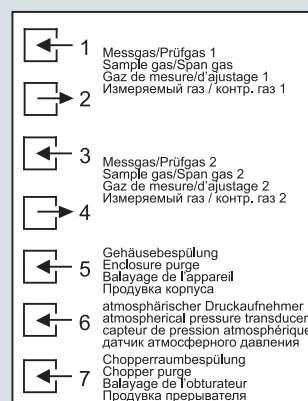 1
Messgas/Prüfgas 1
Sample gas/Span gas
Gaz de mesure/d'ajustage 1
Измеряемый газ / контр. газ 1
2
3
Messgas/Prüfgas 2
Sample gas/Span gas 2
Gaz de mesure/d'ajustage 2
Измеряемый газ / контр. газ 2
4
5
Gehäusebespülung
Enclosure purge
Balayage de l'appareil
Продувка корпуса
6
atmosphärischer Druckaufnehmer
atmospherical pressure transducer
capteur de pression atmosphérique
датчик атмосферного давления
7
Chopperraumbespülung
Chopper purge
Balayage de l'obturateur
Продувка прерывателя